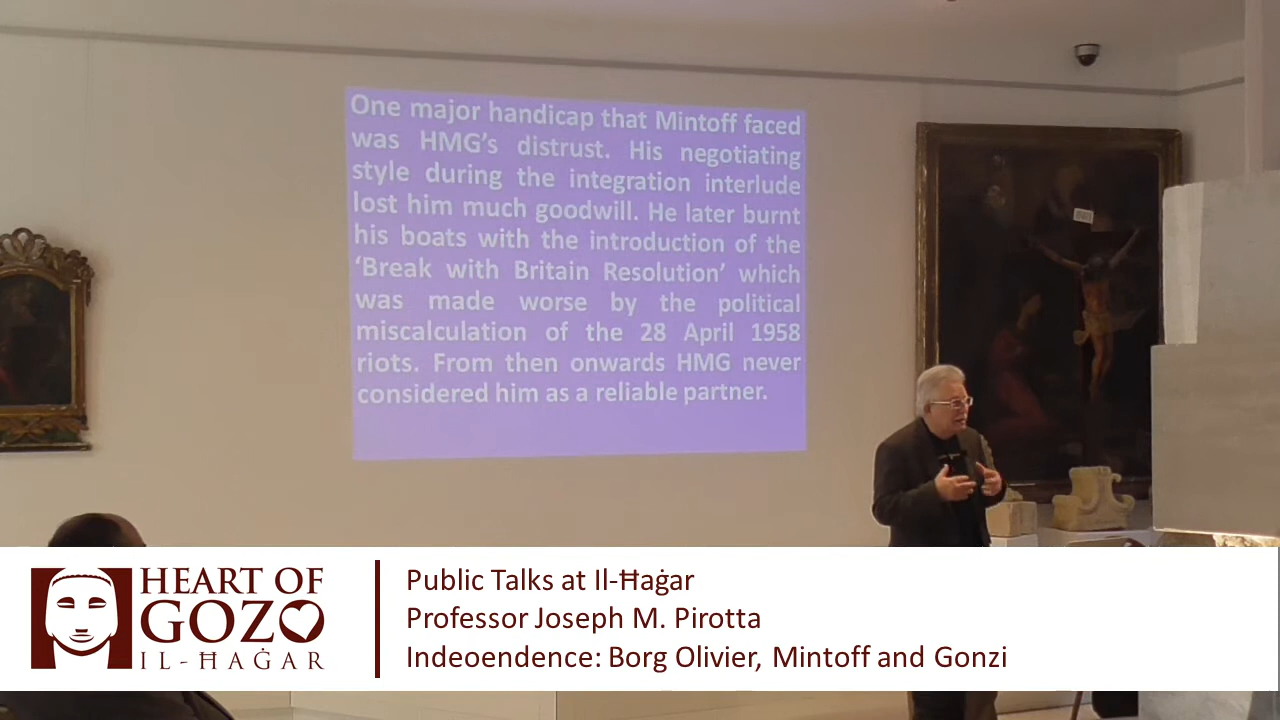 One major handicap that Mintoff faced
was HMG’s distrust. His negotiating
style during the integration interlude
lost him much goodwill. He later burnt
his boats with the introduction of the
‘Break with Britain Resolution’ which
was made worse by the political
miscalculation of the 28 April 1958
riots. From then onwards HMG never
considered him as a reliable partner.
HEART OF
GOZO
IL-ĦAĠAR
Public Talks at Il-Ħaġar
Professor Joseph M. Pirotta
Indeoendence: Borg Olivier, Mintoff and Gonzi